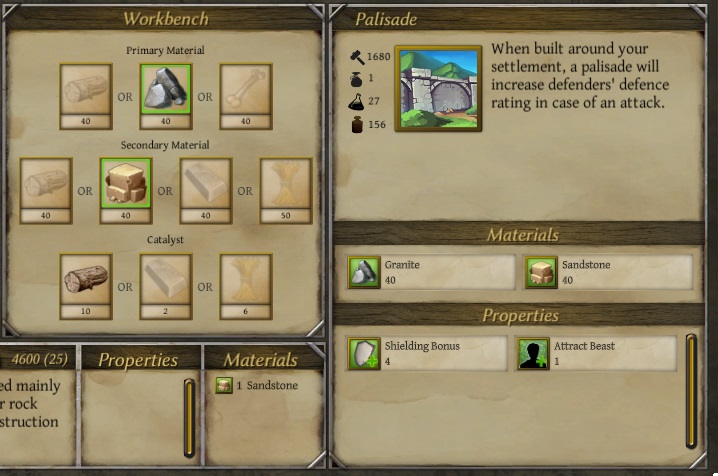 Workbench
Primary Material
40 OR 40 OR 40
Secondary Material
40 OR 40 OR 40 OR 50
Catalyst
10 OR 2 OR 6
4600 (25)
ed mainly
r rock
struction
Properties
Materials
1 Sandstone
Palisade
1680
1
27
156
When built around your
settlement, a palisade will
increase defenders' defence
rating in case of an attack.
Materials
Granite
40
Sandstone
40
Properties
Shielding Bonus
4
Attract Beast
1